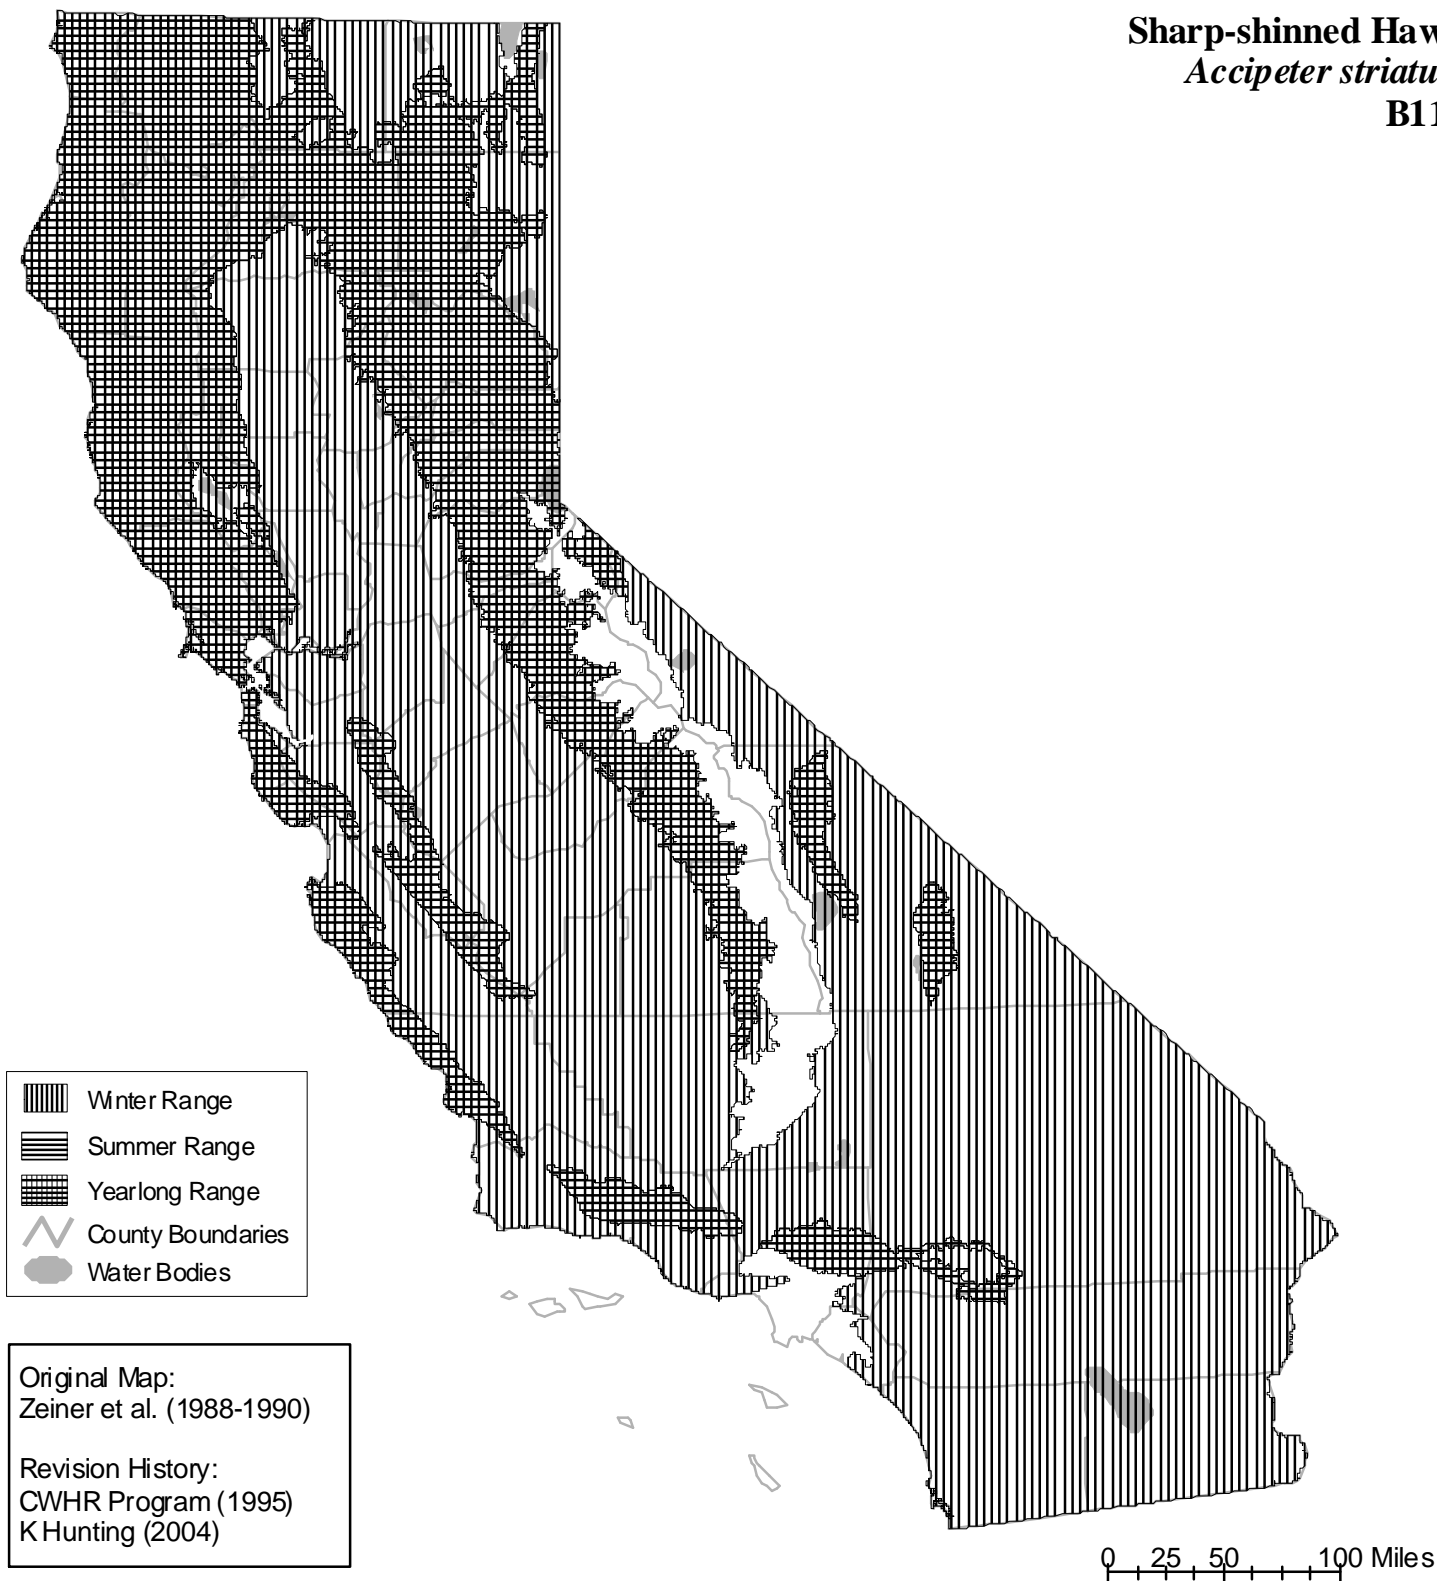 Sharp-shinned Haw
Accipeter striatu
B11
Winter Range
Summer Range
Yearlong Range
County Boundaries
Water Bodies
Original Map:
Zeiner et al. (1988-1990)
Revision History:
CWHR Program (1995)
K Hunting (2004)
0 25 50 100 Miles